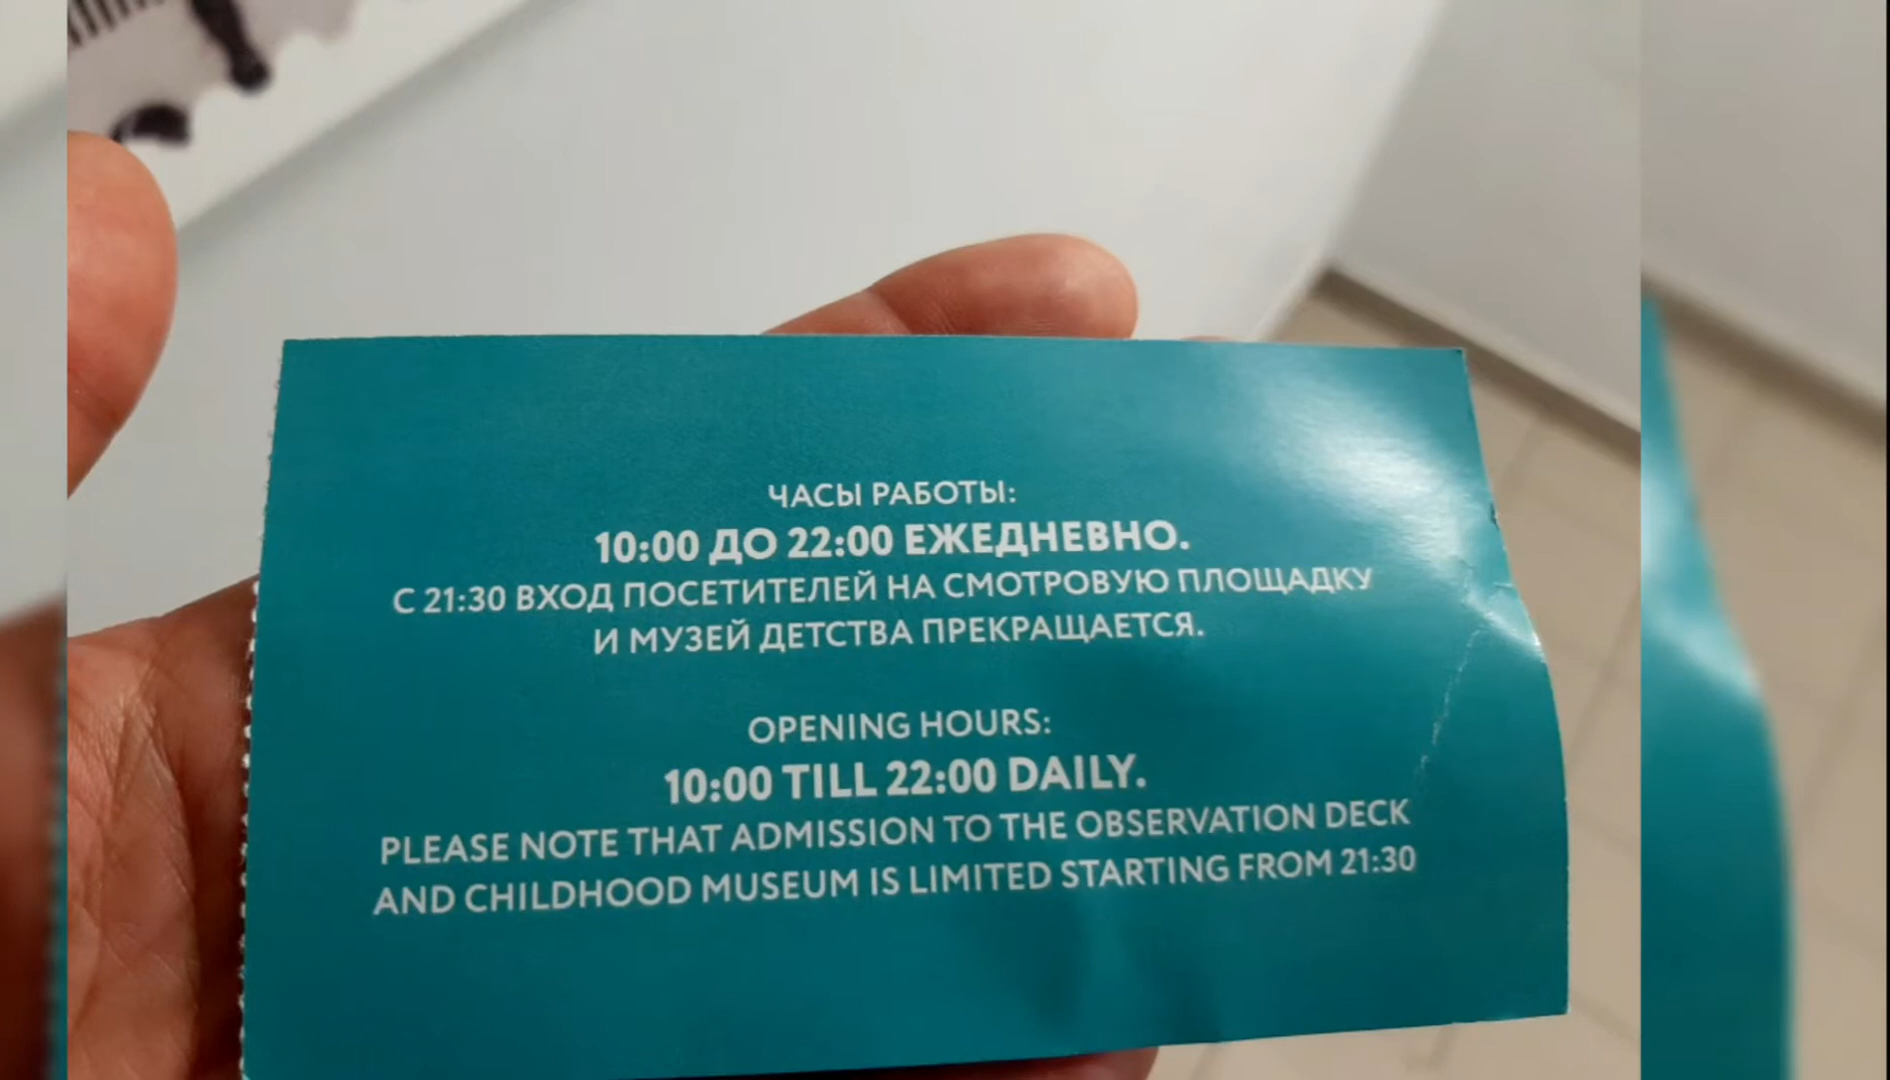 ЧАСЫ РАБОТЫ:
10:00 ДО 22:00 ЕЖЕДНЕВНО.
С 21:30 ВХОД ПОСЕТИТЕЛЕЙ НА СМОТРОВУЮ ПЛОЩАДКУ
И МУЗЕЙ ДЕТСТВА ПРЕКРАЩАЕТСЯ.
OPENING HOURS:
10:00 TILL 22:00 DAILY.
PLEASE NOTE THAT ADMISSION TO THE OBSERVATION DECK
AND CHILDHOOD MUSEUM IS LIMITED STARTING FROM 21:30